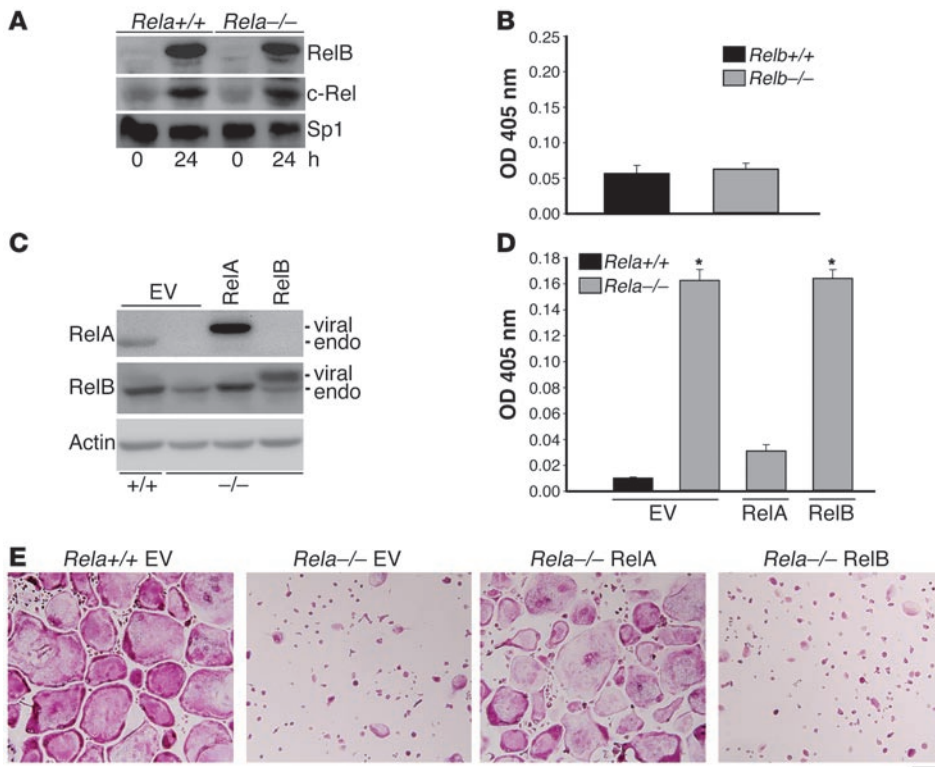 A
Rela+/+ Rela–/–
RelB
c-Rel
Sp1
0 24 0 24 h
B
OD 405 nm
0.25
0.20
0.15
0.10
0.05
0.00
Relb+/+
Relb–/–
C
EV RelA RelB
RelA
viral
endo
RelB
viral
endo
Actin
+/+ –/–
D
OD 405 nm
0.18
0.16
0.14
0.12
0.10
0.08
0.06
0.04
0.02
0.00
Rela+/+
Rela–/–
* *
EV RelA RelB
E
Rela+/+ EV Rela–/– EV Rela–/– RelA Rela–/– RelB